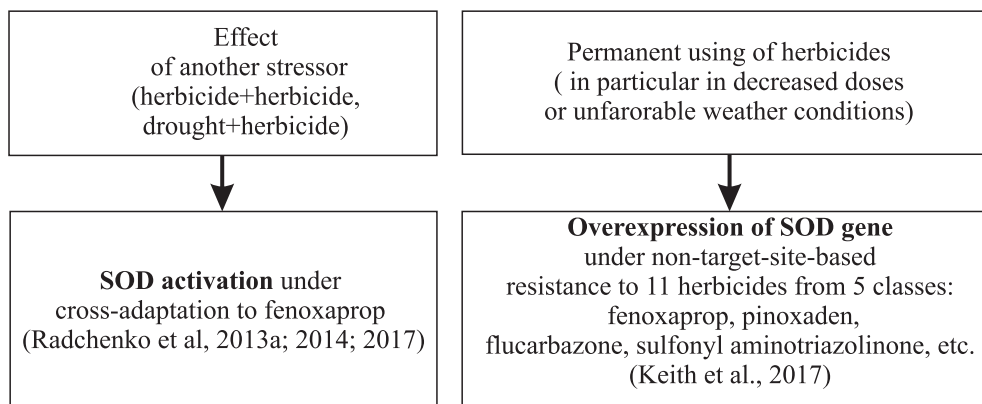 Effect
of another stressor
(herbicide+herbicide,
drought+herbicide)
Permanent using of herbicides
( in particular in decreased doses
or unfarorable weather conditions)
SOD activation under
cross-adaptation to fenoxaprop
(Radchenko et al, 2013a; 2014; 2017)
Overexpression of SOD gene
under non-target-site-based
resistance to 11 herbicides from 5 classes:
fenoxaprop, pinoxaden,
flucarbazone, sulfonyl aminotriazolinone, etc.
(Keith et al., 2017)